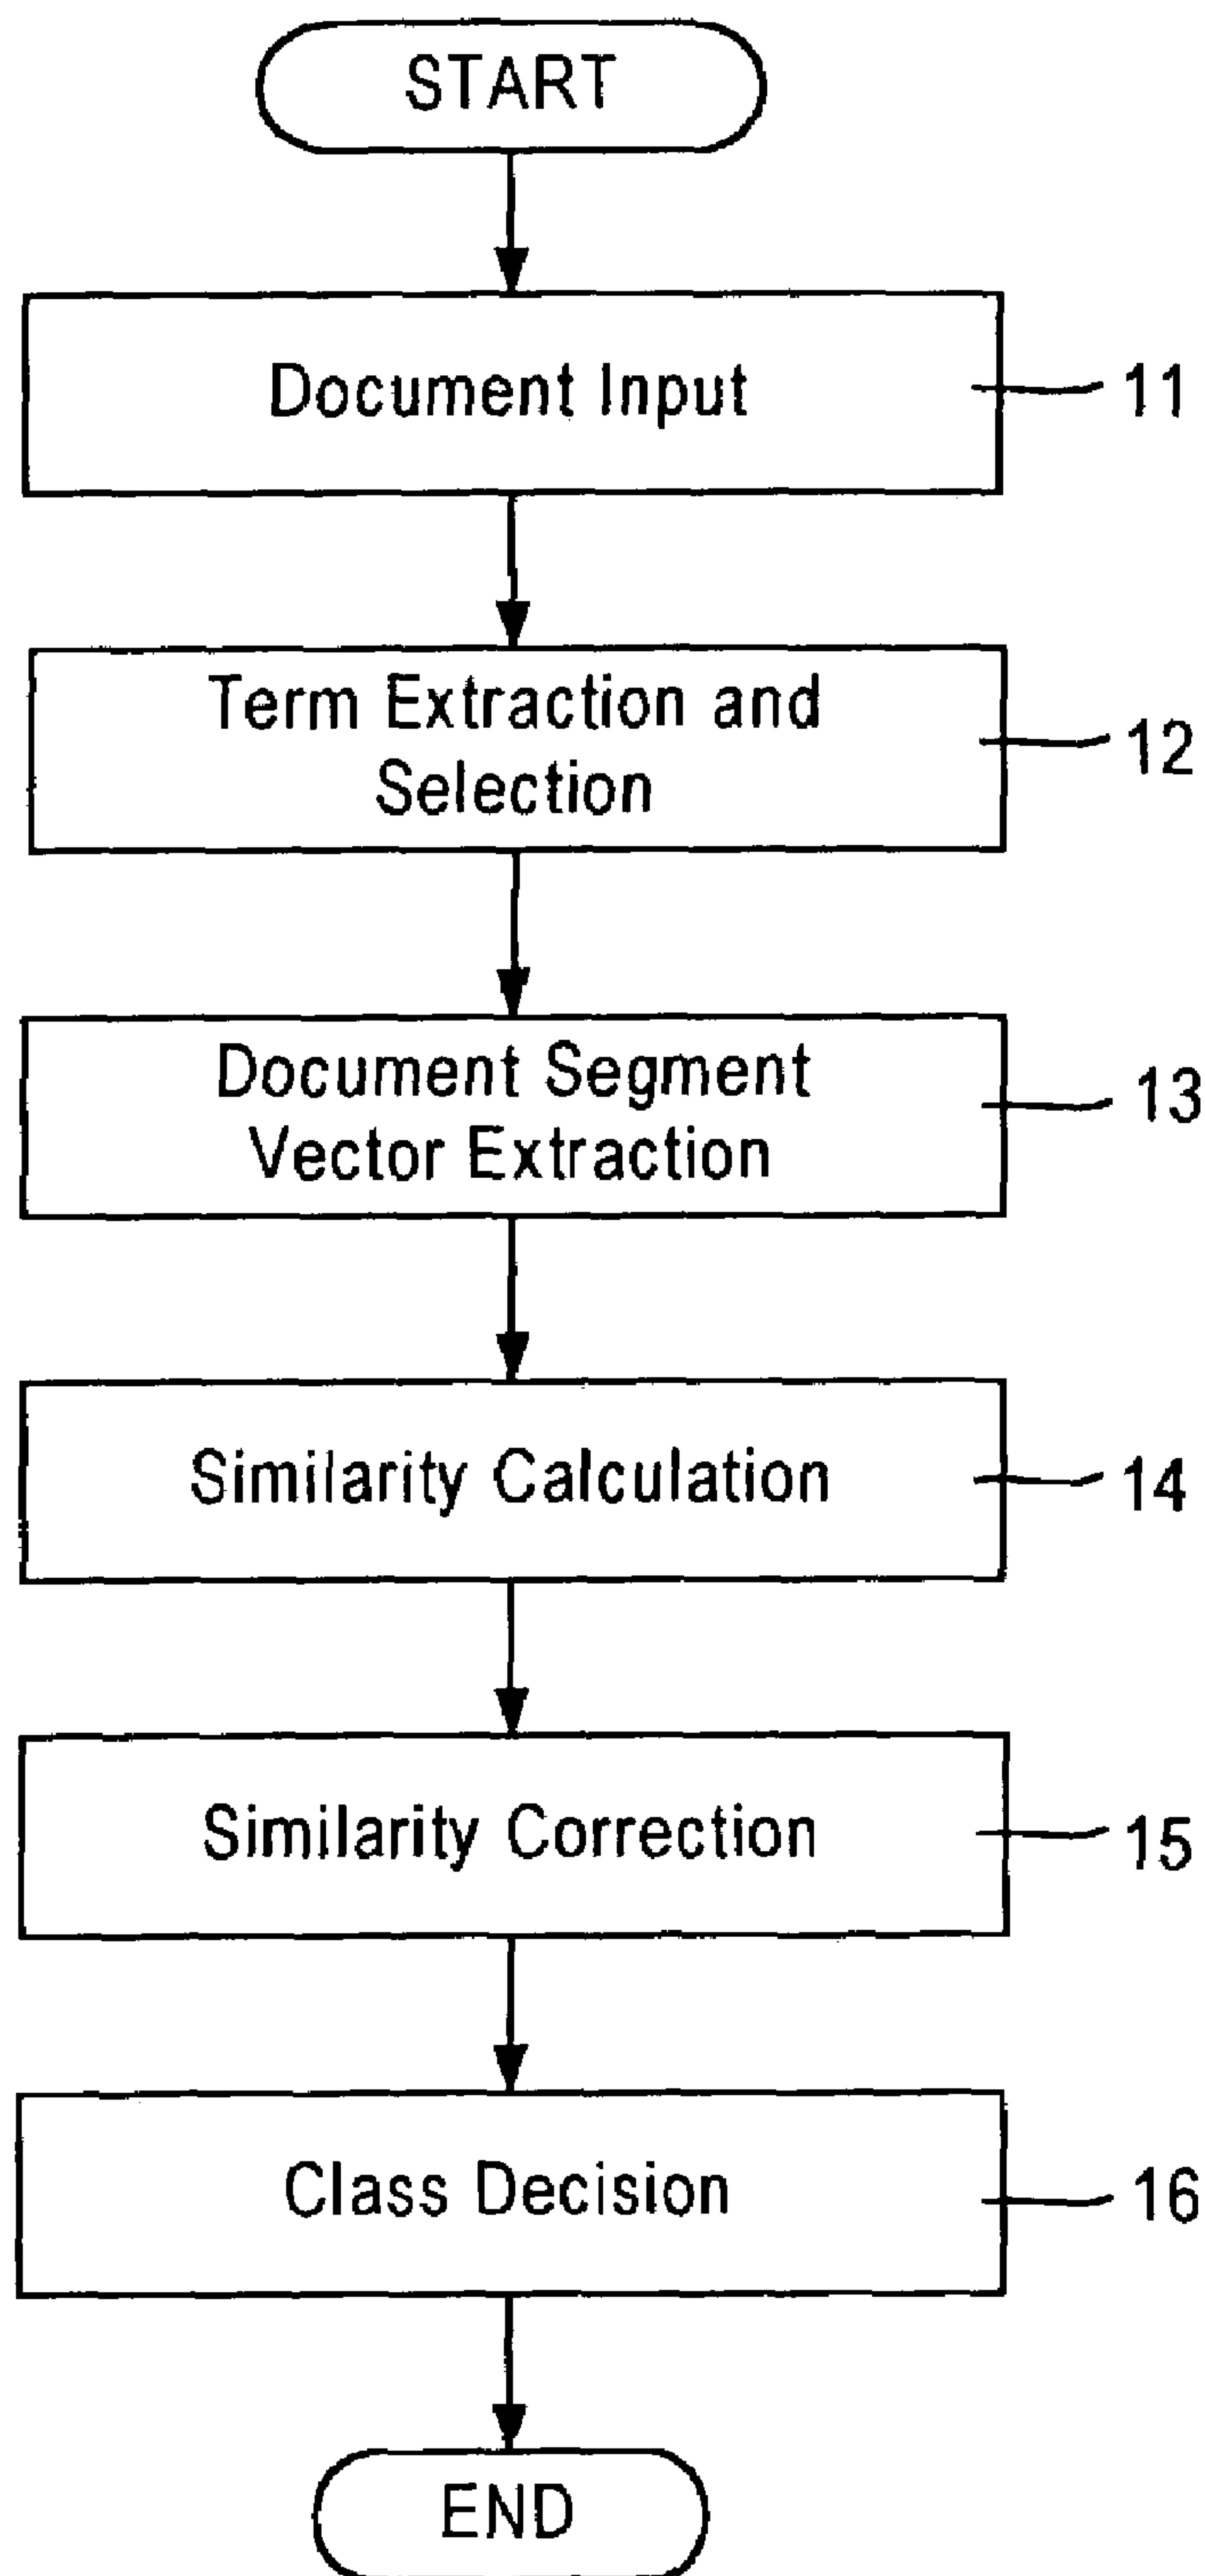 START
Document Input
11
Term Extraction and
Selection
12
Document Segment
Vector Extraction
13
Similarity Calculation
14
Similarity Correction
15
Class Decision
16
END